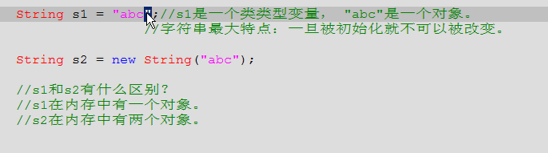 String s1 = "abc";//s1是一个类类型变量， "abc"是一个对象。
//字符串最大特点：一旦被初始化就不可以被改变。
String s2 = new String("abc");
//s1和s2有什么区别？
//s1在内存中有一个对象。
//s2在内存中有两个对象。